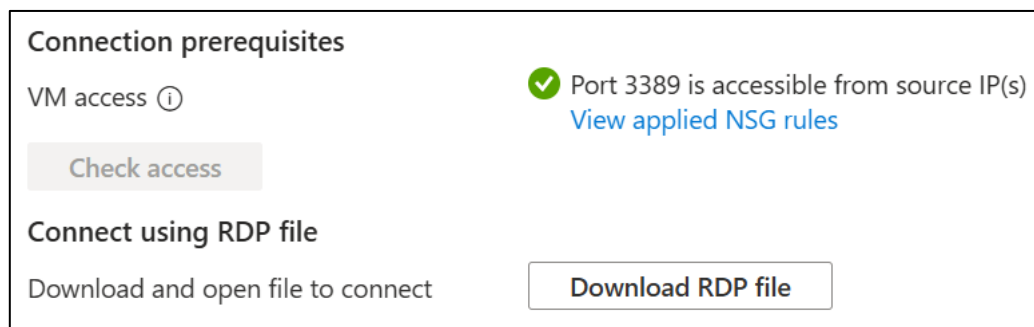 Connection prerequisites
VM access
Port 3389 is accessible from source IP(s)
View applied NSG rules
Check access
Connect using RDP file
Download and open file to connect
Download RDP file